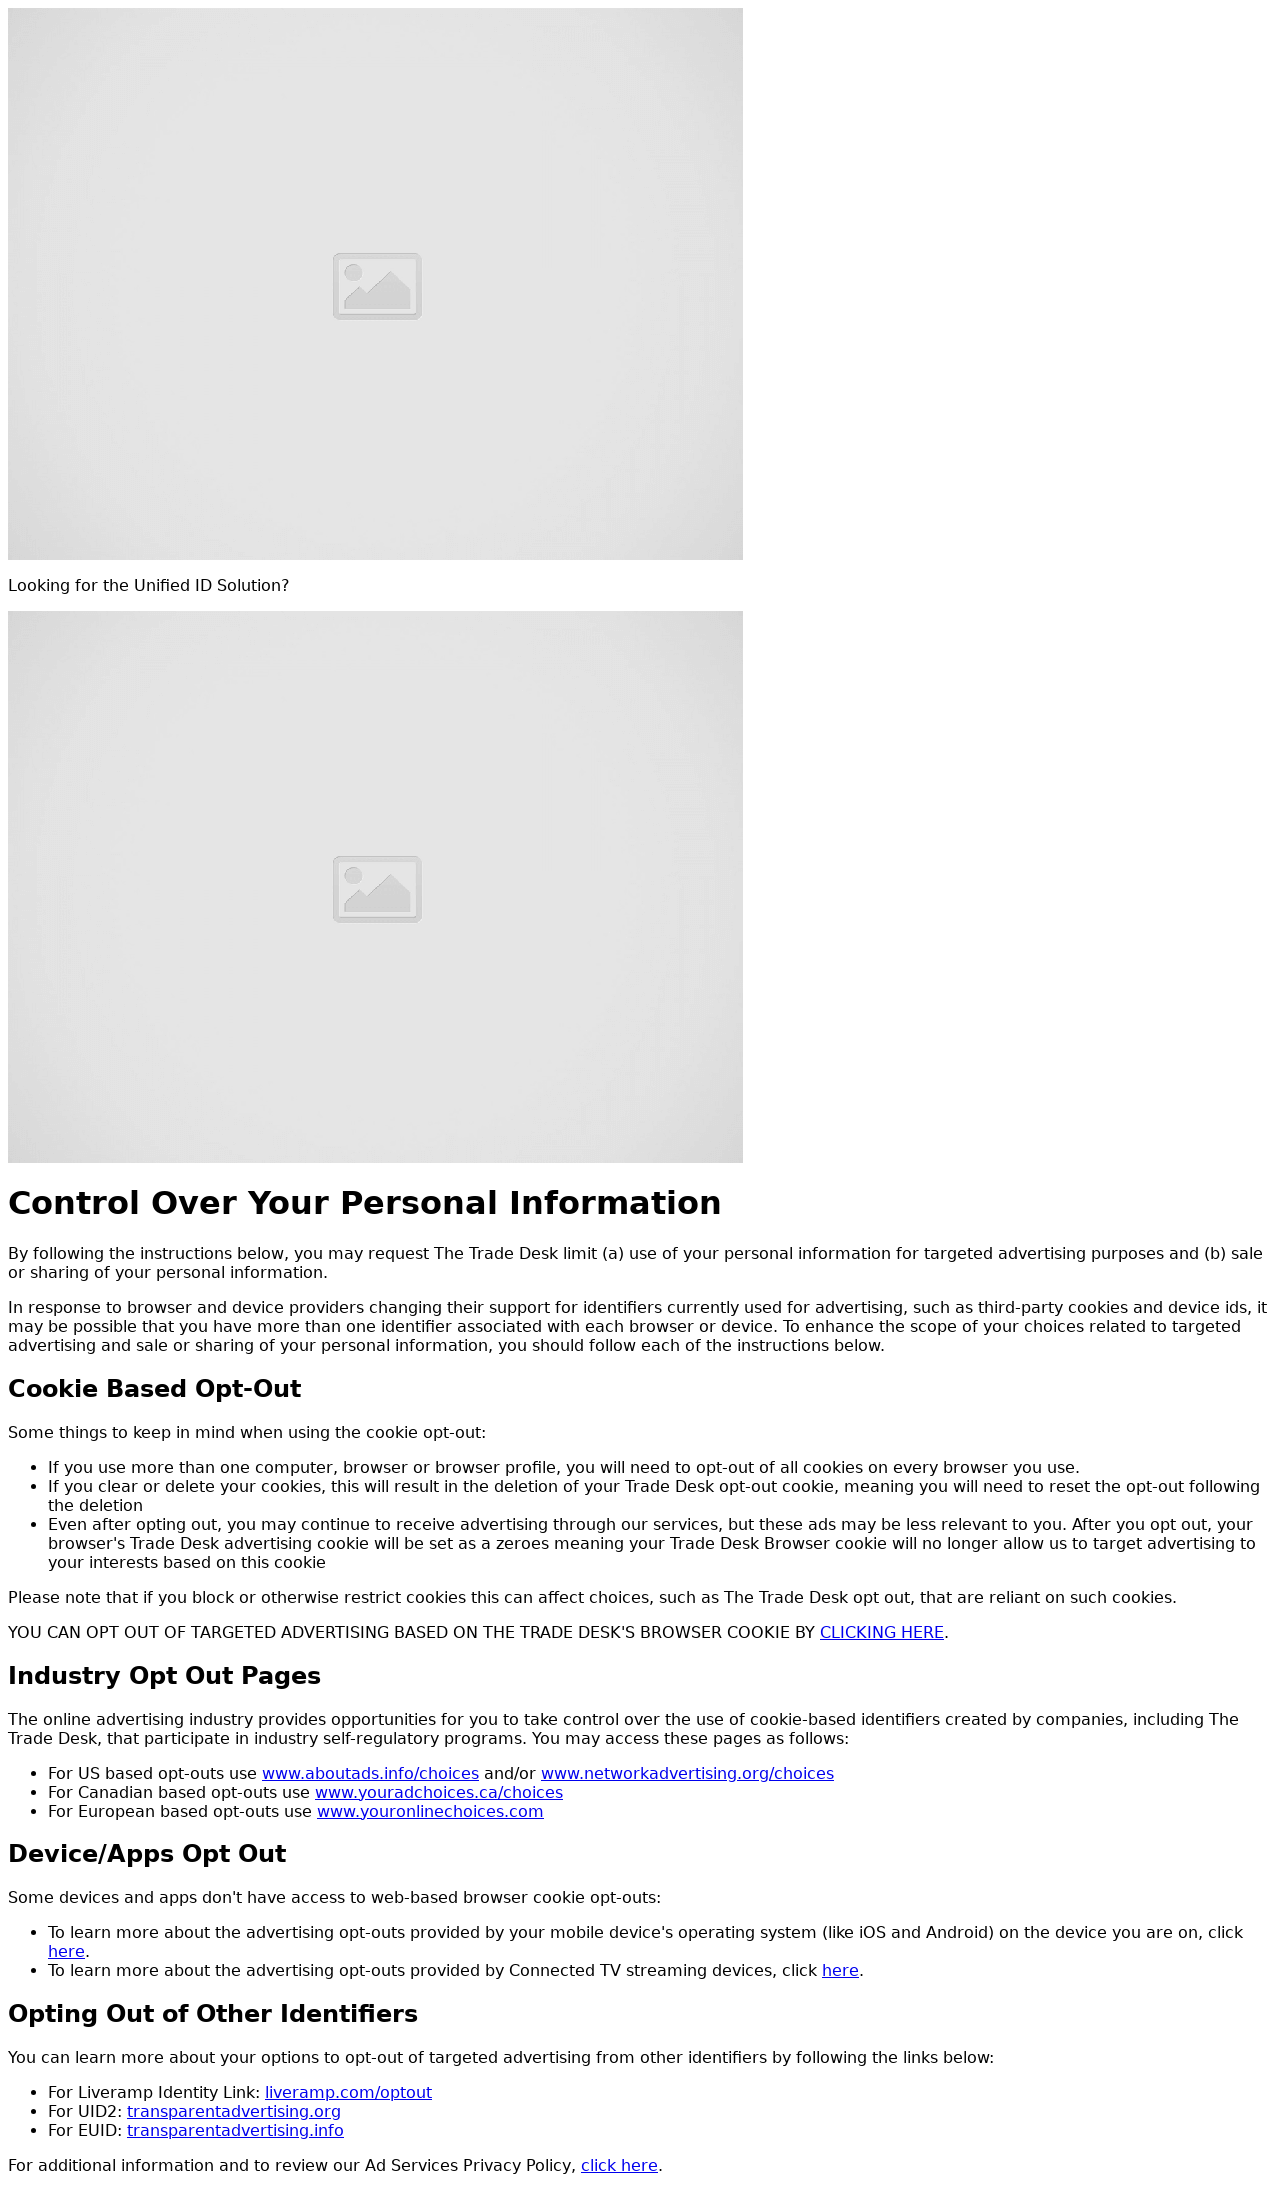 Looking for the Unified ID Solution?
Control Over Your Personal Information
By following the instructions below, you may request The Trade Desk limit (a) use of your personal information for targeted advertising purposes and (b) sale
or sharing of your personal information.
In response to browser and device providers changing their support for identifiers currently used for advertising, such as third-party cookies and device ids, it
may be possible that you have more than one identifier associated with each browser or device. To enhance the scope of your choices related to targeted
advertising and sale or sharing of your personal information, you should follow each of the instructions below.
Cookie Based Opt-Out
Some things to keep in mind when using the cookie opt-out:
• If you use more than one computer, browser or browser profile, you will need to opt-out of all cookies on every browser you use.
• If you clear or delete your cookies, this will result in the deletion of your Trade Desk opt-out cookie, meaning you will need to reset the opt-out following
the deletion
• Even after opting out, you may continue to receive advertising through our services, but these ads may be less relevant to you. After you opt out, your
browser's Trade Desk advertising cookie will be set as a zeroes meaning your Trade Desk Browser cookie will no longer allow us to target advertising to
your interests based on this cookie
Please note that if you block or otherwise restrict cookies this can affect choices, such as The Trade Desk opt out, that are reliant on such cookies.
YOU CAN OPT OUT OF TARGETED ADVERTISING BASED ON THE TRADE DESK'S BROWSER COOKIE BY CLICKING HERE.
Industry Opt Out Pages
The online advertising industry provides opportunities for you to take control over the use of cookie-based identifiers created by companies, including The
Trade Desk, that participate in industry self-regulatory programs. You may access these pages as follows:
• For US based opt-outs use www.aboutads.info/choices and/or www.networkadvertising.org/choices
• For Canadian based opt-outs use www.youradchoices.ca/choices
• For European based opt-outs use www.youronlinechoices.com
Device/Apps Opt Out
Some devices and apps don't have access to web-based browser cookie opt-outs:
• To learn more about the advertising opt-outs provided by your mobile device's operating system (like iOS and Android) on the device you are on, click
here.
• To learn more about the advertising opt-outs provided by Connected TV streaming devices, click here.
Opting Out of Other Identifiers
You can learn more about your options to opt-out of targeted advertising from other identifiers by following the links below:
• For Liveramp Identity Link: liveramp.com/optout
• For UID2: transparentadvertising.org
• For EUID: transparentadvertising.info
For additional information and to review our Ad Services Privacy Policy, click here.